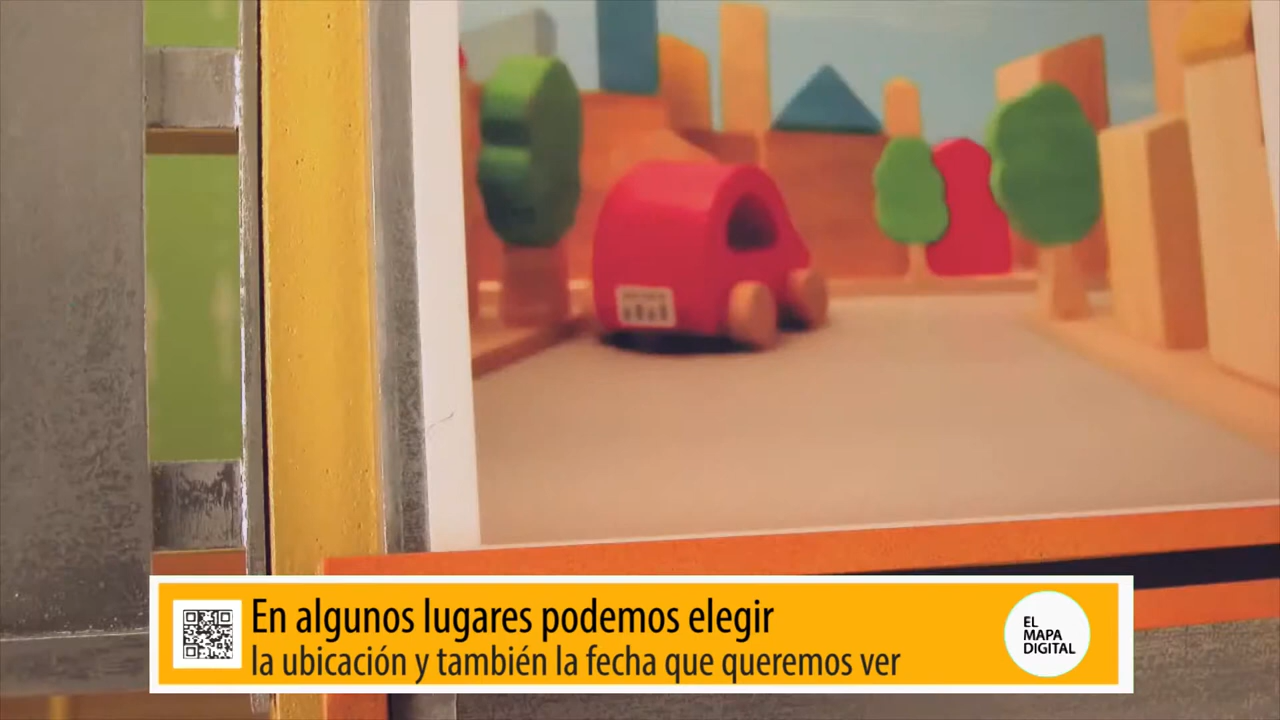 En algunos lugares podemos elegir
la ubicación y también la fecha que queremos ver
EL
MAPA
DIGITAL